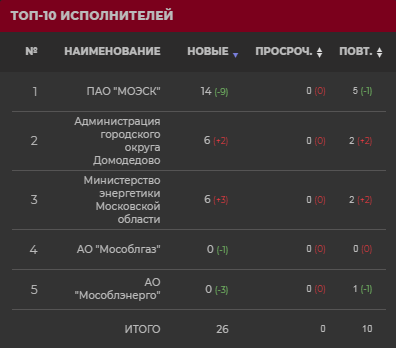 ТОП-10 ИСПОЛНИТЕЛЕЙ
№ НАИМЕНОВАНИЕ НОВЫЕ ПРОСРОЧ. ПОВТ.
1 ПАО "МОЭСК" 14 (-9) 0 (0) 5 (-1)
Администрация
городского
2 округа 6 (+2) 0 (0) 2 (+2)
Домодедово
Министерство
энергетики
3 Московской 6 (+3) 0 (0) 2 (+2)
области
4 АО "Мособлгаз" 0 (-1) 0 (0) 0 (0)
АО
5 "Мособлэнерго" 0 (-3) 0 (0) 1 (-1)
ИТОГО 26 0 10